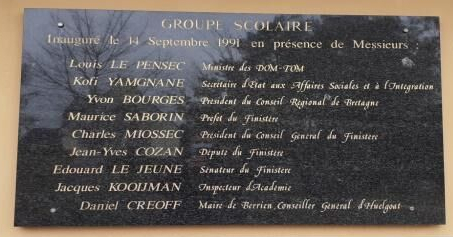 GROUPE SCOLAIRE
Inauguré le 14 Septembre 1991 en présence de Messieurs :
Louis LE PENSEC Ministre des DOM-TOM
Kofi YAMGNANE Secrétaire d'Etat aux Affaires Sociales et à l'Intégration
Yvon BOURGES Président du Conseil Régional de Bretagne
Maurice SABORIN Préfet du Finistère
Charles MIOSSEC Président du Conseil Général du Finistère
Jean-Yves COZAN Député du Finistère
Edouard LE JEUNE Sénateur du Finistère
Jacques KOOIJMAN Inspecteur d'Académie
Daniel CREOFF Maire de Berrien, Conseiller Général d'Huelgoat